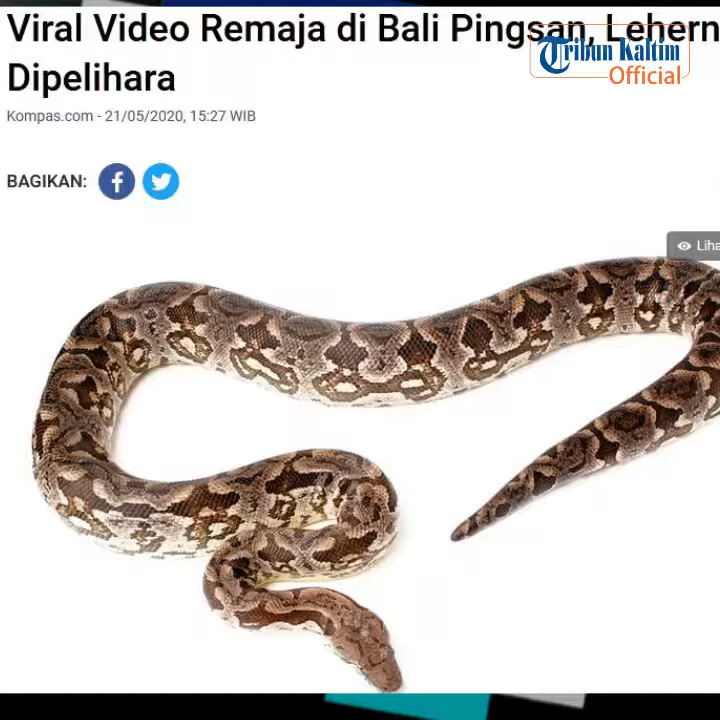 Viral Video Remaja di Bali Pingsan, Lehern
Dipelihara
Tribun Kaltim
Official
Kompas.com - 21/05/2020, 15:27 WIB
BAGIKAN:
Liha